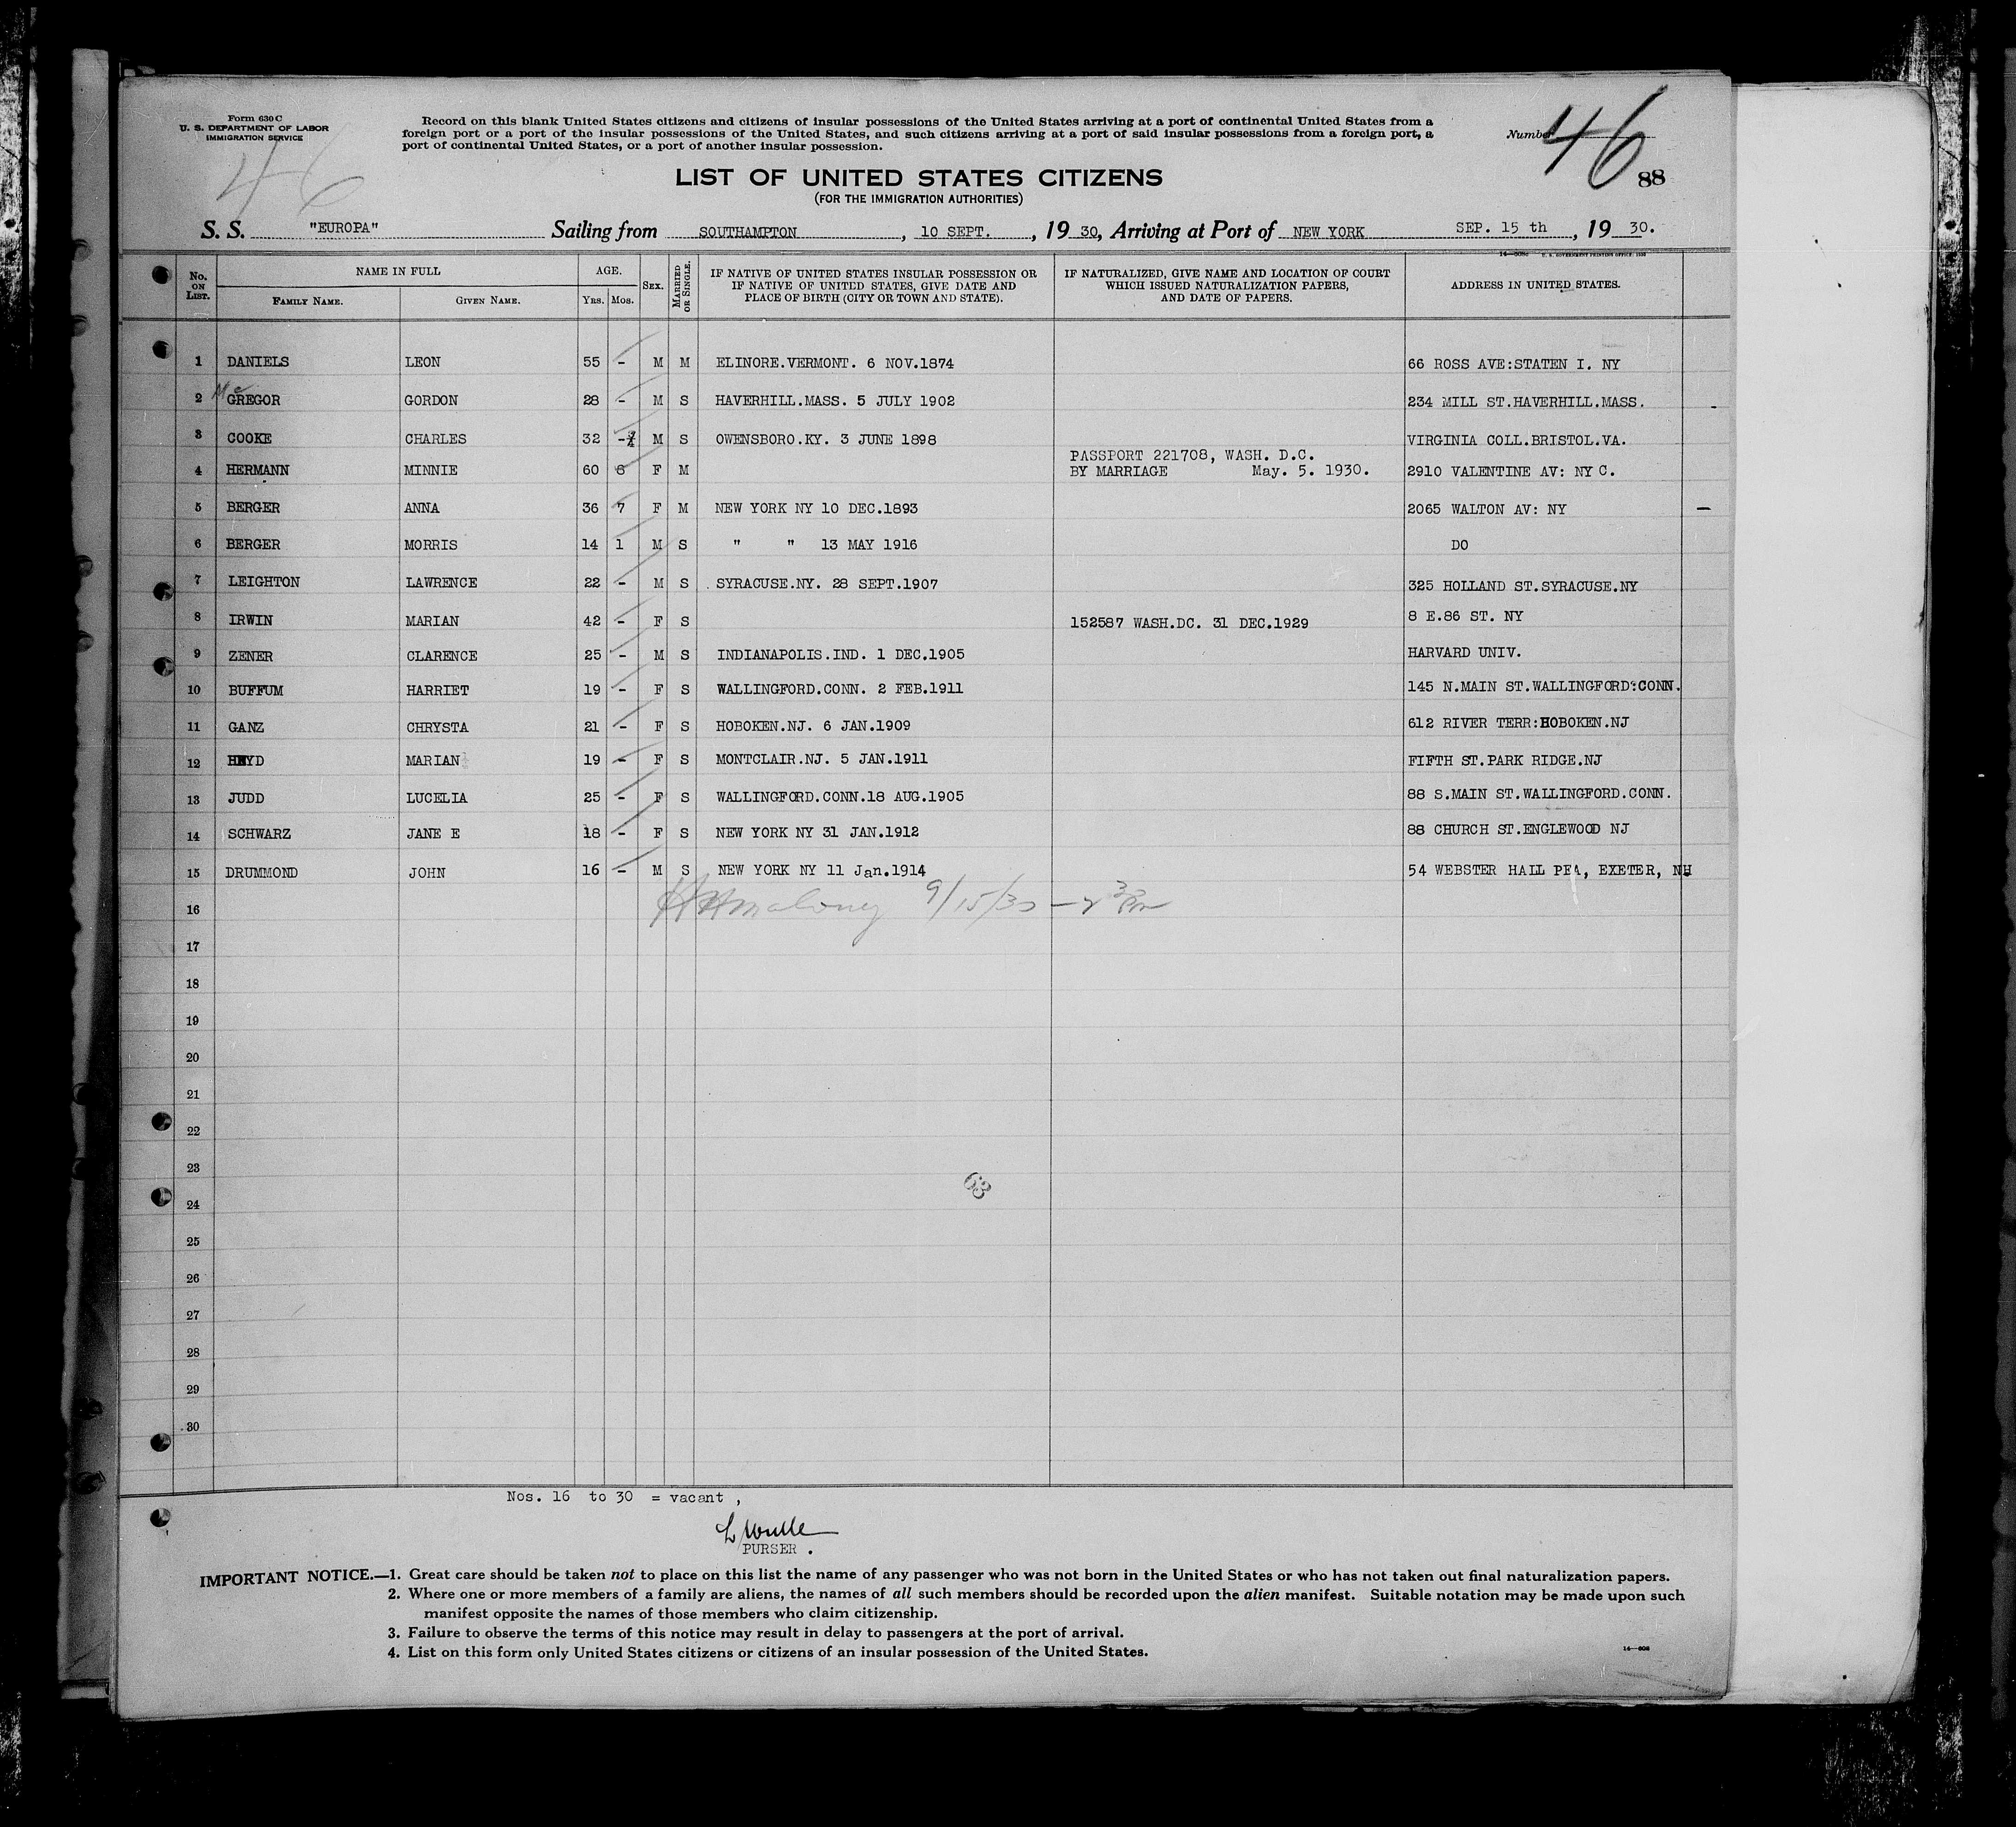 Form 630 C
U. S. DEPARTMENT OF LABOR
IMMIGRATION SERVICE
46
Record on this blank United States citizens and citizens of insular possessions of the United States arriving at a port of continental United States from a
foreign port or a port of the insular possessions of the United States, and such citizens arriving at a port of said insular possessions from a foreign port, a
port of continental United States, or a port of another insular possession.
Number 46
88
LIST OF UNITED STATES CITIZENS
(FOR THE IMMIGRATION AUTHORITIES)
S. S. "EUROPA" Sailing from SOUTHAMPTON, 10 SEPT., 19 30, Arriving at Port of NEW YORK SEP. 15 th, 19 30.
No. ON LIST. NAME IN FULL FAMILY NAME. GIVEN NAME. AGE. YRS. MOS. SEX. MARRIED OR SINGLE. IF NATIVE OF UNITED STATES INSULAR POSSESSION OR IF NATIVE OF UNITED STATES, GIVE DATE AND PLACE OF BIRTH (CITY OR TOWN AND STATE). IF NATURALIZED, GIVE NAME AND LOCATION OF COURT WHICH ISSUED NATURALIZATION PAPERS, AND DATE OF PAPERS. ADDRESS IN UNITED STATES.
1 DANIELS LEON 55 - M M ELINORE.VERMONT. 6 NOV.1874 66 ROSS AVE:STATEN I. NY
2 Mc GREGOR GORDON 28 - M S HAVERHILL.MASS. 5 JULY 1902 234 MILL ST.HAVERHILL.MASS.
3 COOKE CHARLES 32 - M S OWENSBORO.KY. 3 JUNE 1898 VIRGINIA COLL.BRISTOL.VA.
4 HERMANN MINNIE 60 6 F M PASSPORT 221708, WASH. D.C. BY MARRIAGE May. 5. 1930. 2910 VALENTINE AV: NY C.
5 BERGER ANNA 36 7 F M NEW YORK NY 10 DEC.1893 2065 WALTON AV: NY
6 BERGER MORRIS 14 1 M S " " 13 MAY 1916 DO
7 LEIGHTON LAWRENCE 22 - M S SYRACUSE.NY. 28 SEPT.1907 325 HOLLAND ST.SYRACUSE.NY
8 IRWIN MARIAN 42 - F S 152587 WASH.DC. 31 DEC.1929 8 E.86 ST. NY
9 ZENER CLARENCE 25 - M S INDIANAPOLIS.IND. 1 DEC.1905 HARVARD UNIV.
10 BUFFUM HARRIET 19 - F S WALLINGFORD.CONN. 2 FEB.1911 145 N.MAIN ST.WALLINGFORD:CONN.
11 GANZ CHRYSTA 21 - F S HOBOKEN.NJ. 6 JAN.1909 612 RIVER TERR:HOBOKEN.NJ
12 HEYD MARIAN 19 - F S MONTCLAIR.NJ. 5 JAN.1911 FIFTH ST.PARK RIDGE.NJ
13 JUDD LUCELIA 25 - F S WALLINGFORD.CONN.18 AUG.1905 88 S.MAIN ST.WALLINGFORD.CONN.
14 SCHWARZ JANE E 18 - F S NEW YORK NY 31 JAN.1912 88 CHURCH ST.ENGLEWOOD NJ
15 DRUMMOND JOHN 16 - M S NEW YORK NY 11 Jan.1914 54 WEBSTER HALL PEA, EXETER, NH
16 Maloney 9/15/30 - 2 33 Pm
17
18
19
20
21
22
23
63
24
25
26
27
28
29
30
Nos. 16 to 30 = vacant ,
PURSER .
IMPORTANT NOTICE.—1. Great care should be taken not to place on this list the name of any passenger who was not born in the United States or who has not taken out final naturalization papers.
2. Where one or more members of a family are aliens, the names of all such members should be recorded upon the alien manifest. Suitable notation may be made upon such
manifest opposite the names of those members who claim citizenship.
3. Failure to observe the terms of this notice may result in delay to passengers at the port of arrival.
4. List on this form only United States citizens or citizens of an insular possession of the United States.
14—608